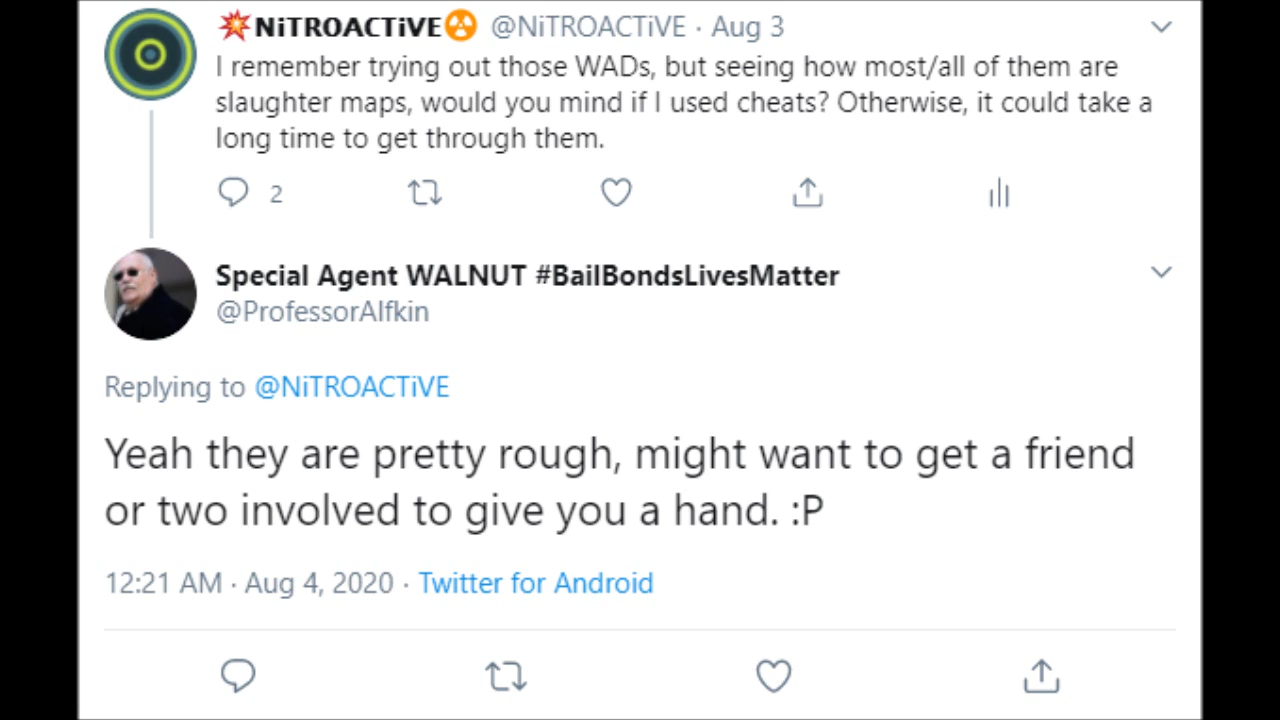 💥NiTROACTiVE☢️ @NiTROACTiVE · Aug 3
I remember trying out those WADs, but seeing how most/all of them are
slaughter maps, would you mind if I used cheats? Otherwise, it could take a
long time to get through them.
2
Special Agent WALNUT #BailBondsLivesMatter
@ProfessorAlfkin
Replying to @NiTROACTiVE
Yeah they are pretty rough, might want to get a friend
or two involved to give you a hand. :P
12:21 AM · Aug 4, 2020 · Twitter for Android